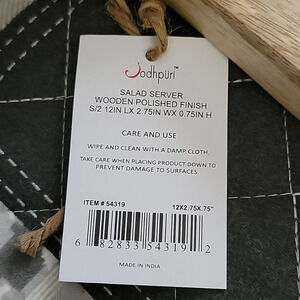 Jodhpuri™
SALAD SERVER
WOODEN POLISHED FINISH
S/2 12IN LX 2.75IN WX 0.75IN.H
CARE AND USE
WIPE AND CLEAN WITH A DAMP CLOTH.
TAKE CARE WHEN PLACING PRODUCT DOWN TO
PREVENT DAMAGE TO SURFACES.
ITEM # 54319 12X2.75X.75"
6 82833 54319 2
MADE IN INDIA